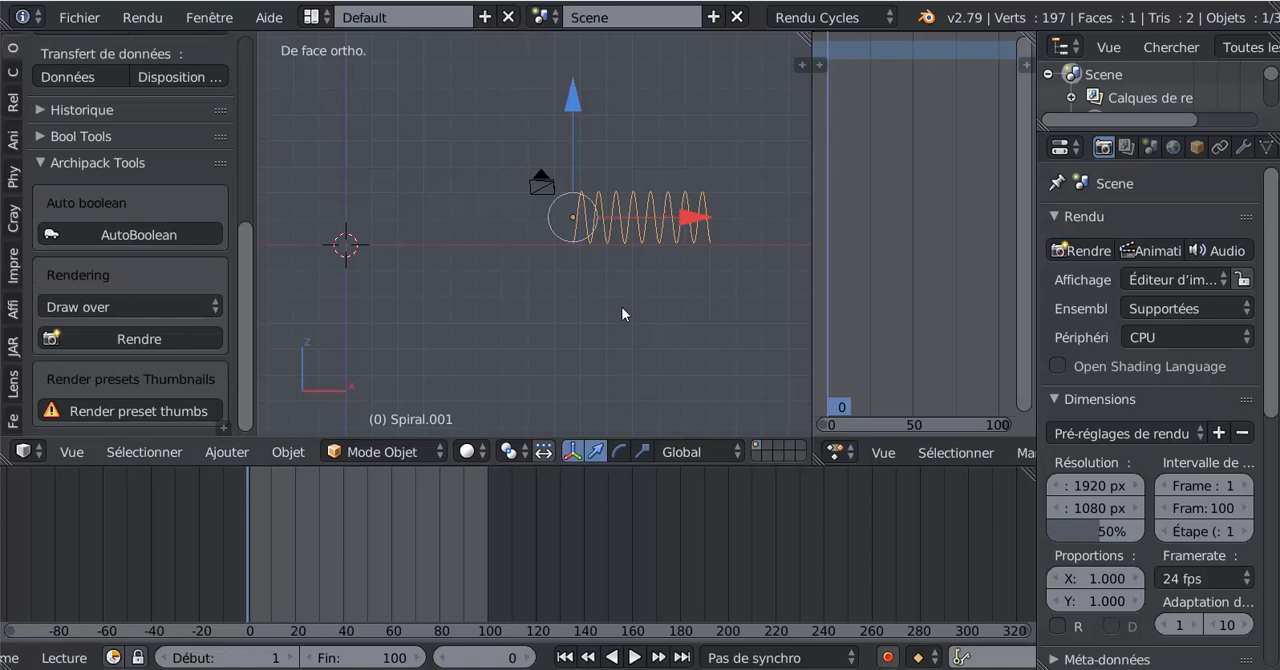 Fichiers Rendu Fenêtre Aide Default Scene Rendu Cycles v2.79 | Verts : 197 | Faces : 1 | Tris : 2 | Objets : 1/3
Transfert de données :
Données Disposition ...
Historique
Bool Tools
Archipack Tools
Auto boolean
AutoBoolean
Rendering
Draw over
Rendre
Render presets Thumbnails
Render preset thumbs
O
C
Rel
Ani
Phy
Cray
Impre
Affi
JAR
Lens
Fe
De face ortho.
z
x
(0) Spiral.001
Vue Sélectionner Ajouter Objet Mode Objet Global
0
0 50 100
Vue Sélectionner Ma
Vue Chercher Toutes les
Scene
Calques de re
Scene
Rendu
Rendre Animati Audio
Affichage Éditeur d'im...
Ensembl Supportées
Périphéri CPU
Open Shading Language
Dimensions
Pré-réglages de rendu
Résolution : Intervalle de ...
: 1920 px Frame : 1
: 1080 px Fram: 100
50% Étape (: 1
Proportions : Framerate :
X: 1.000 24 fps
Y: 1.000 Adaptation d...
R D 1 10
Méta-données
-80 -60 -40 -20 0 20 40 60 80 100 120 140 160 180 200 220 240 260 280 300 320
me Lecture Début: 1 Fin: 100 0 Pas de synchro